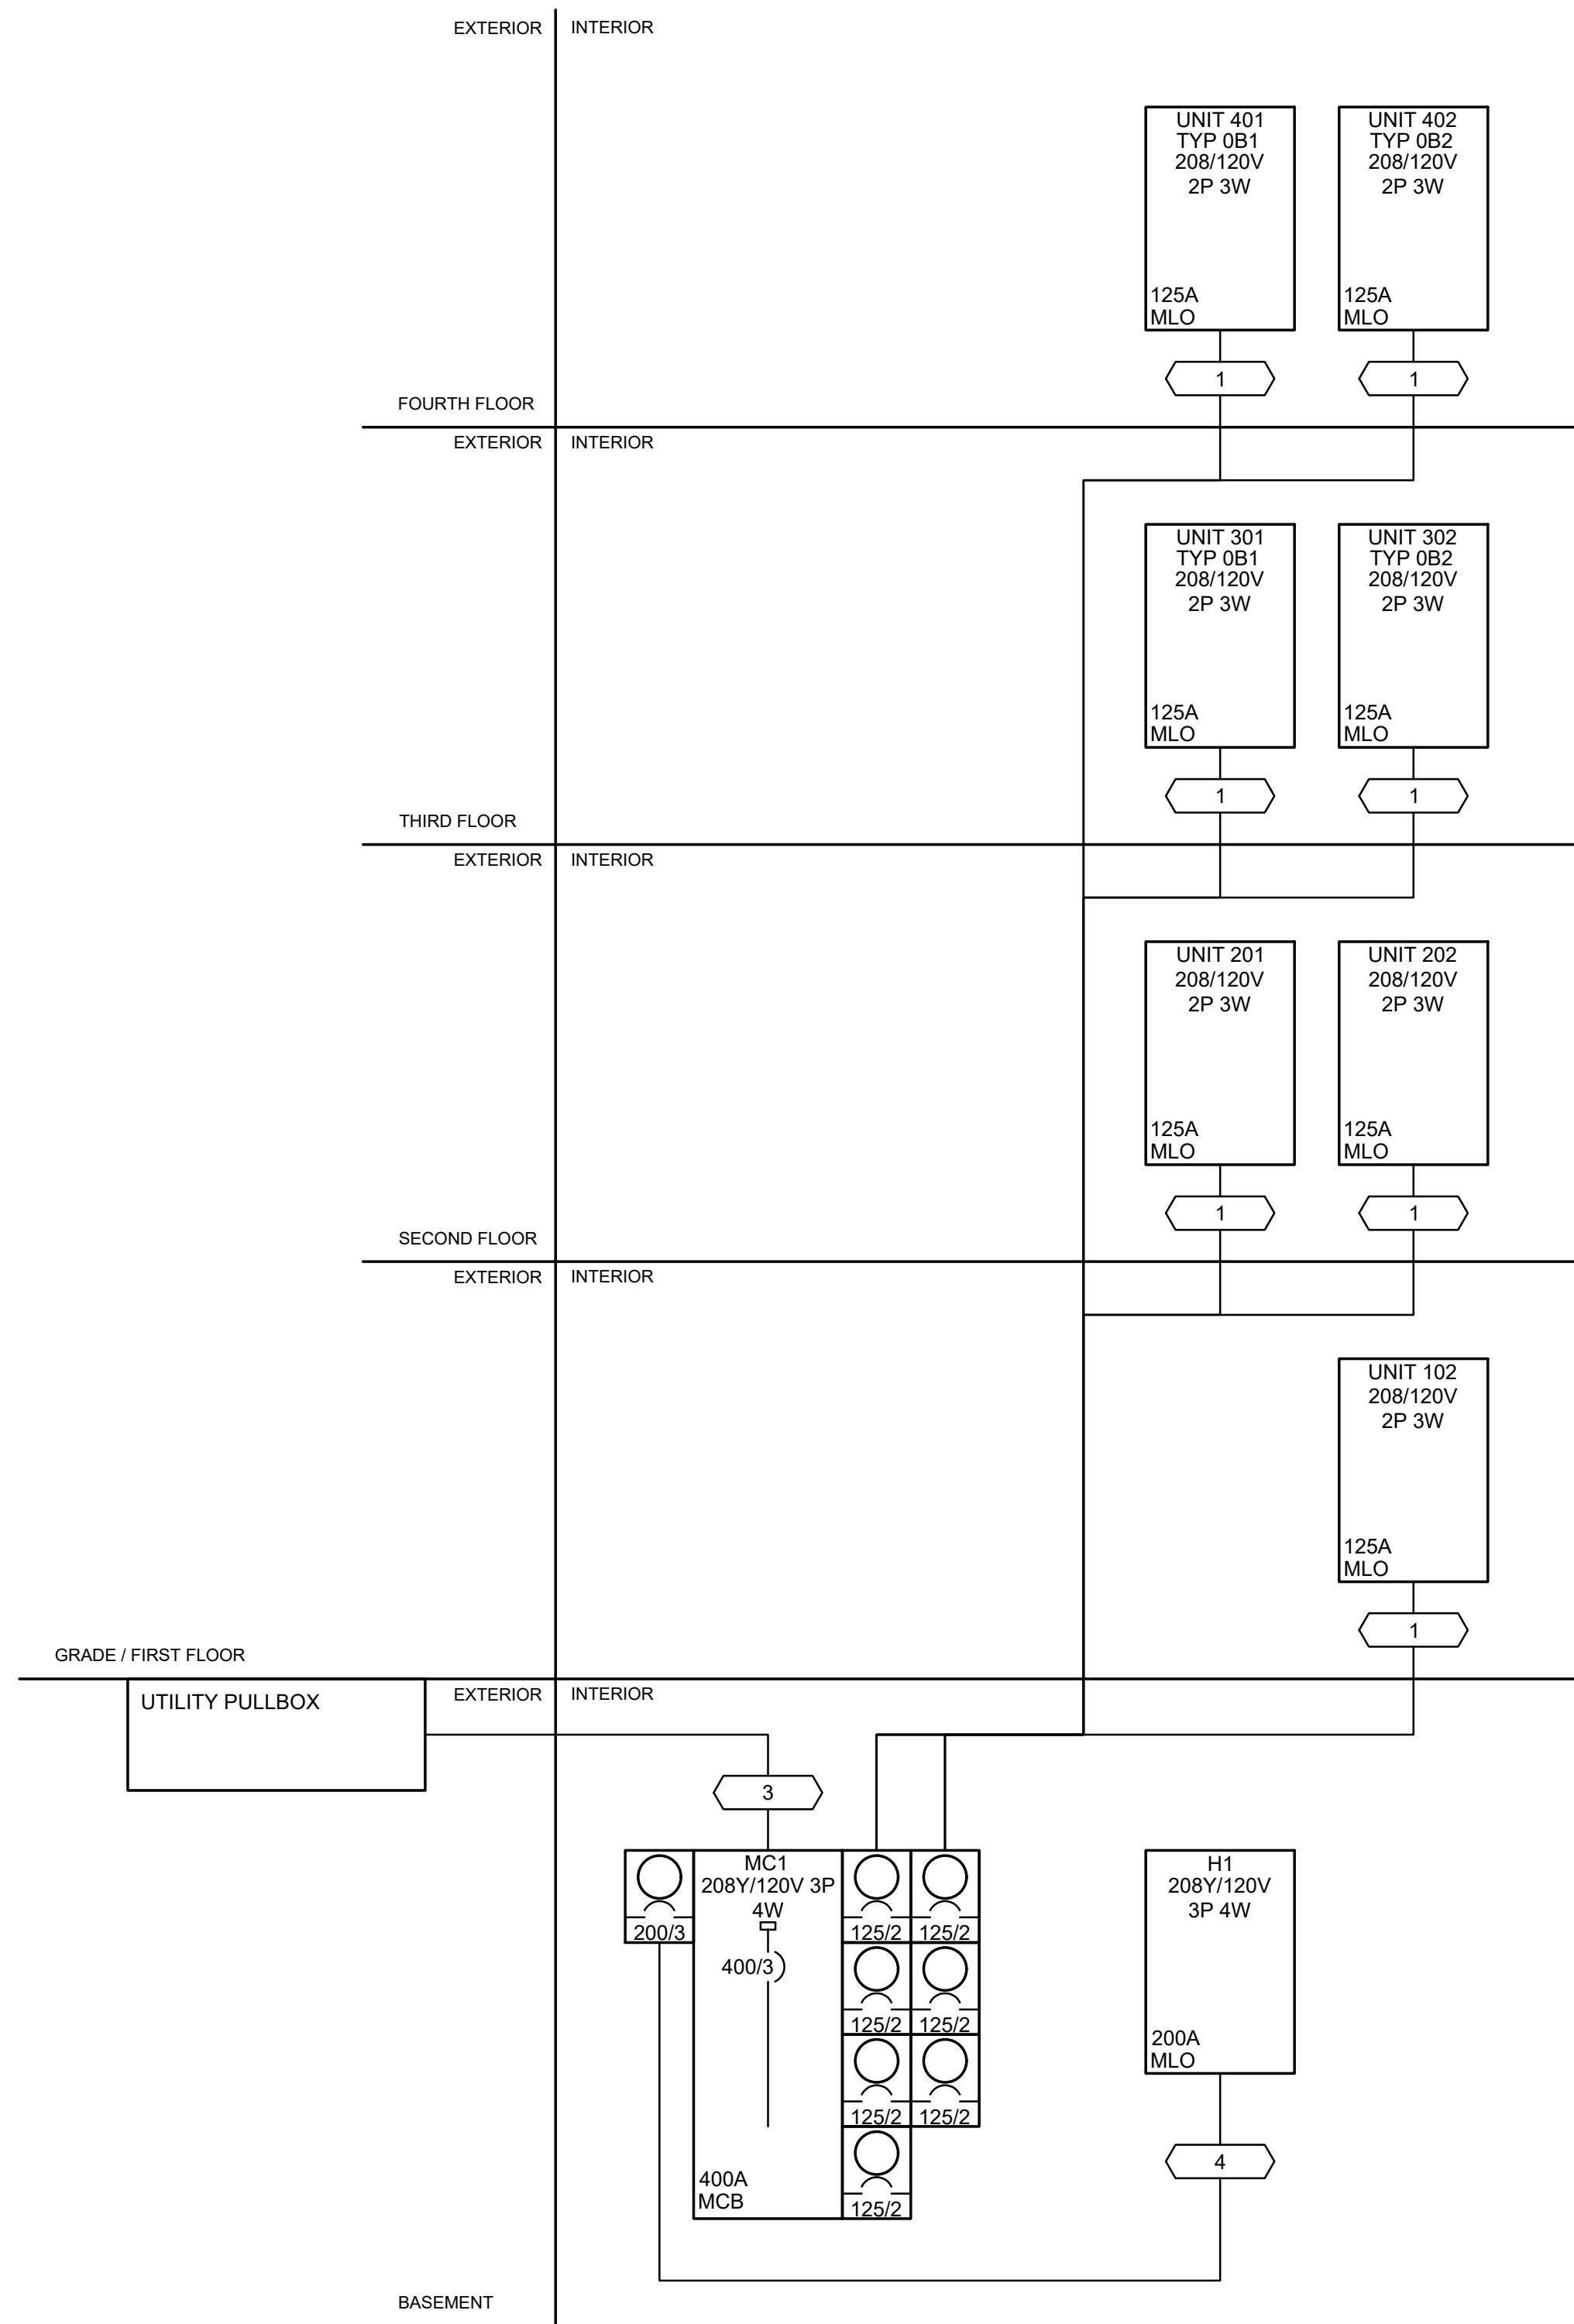 EXTERIOR INTERIOR
UNIT 401
TYP 0B1
208/120V
2P 3W
125A
MLO
1
UNIT 402
TYP 0B2
208/120V
2P 3W
125A
MLO
1
FOURTH FLOOR
EXTERIOR INTERIOR
UNIT 301
TYP 0B1
208/120V
2P 3W
125A
MLO
1
UNIT 302
TYP 0B2
208/120V
2P 3W
125A
MLO
1
THIRD FLOOR
EXTERIOR INTERIOR
UNIT 201
208/120V
2P 3W
125A
MLO
1
UNIT 202
208/120V
2P 3W
125A
MLO
1
SECOND FLOOR
EXTERIOR INTERIOR
UNIT 102
208/120V
2P 3W
125A
MLO
1
GRADE / FIRST FLOOR
UTILITY PULLBOX
EXTERIOR INTERIOR
3
200/3
MC1
208Y/120V 3P
4W
400/3
400A
MCB
125/2 125/2
125/2 125/2
125/2 125/2
125/2
H1
208Y/120V
3P 4W
200A
MLO
4
BASEMENT